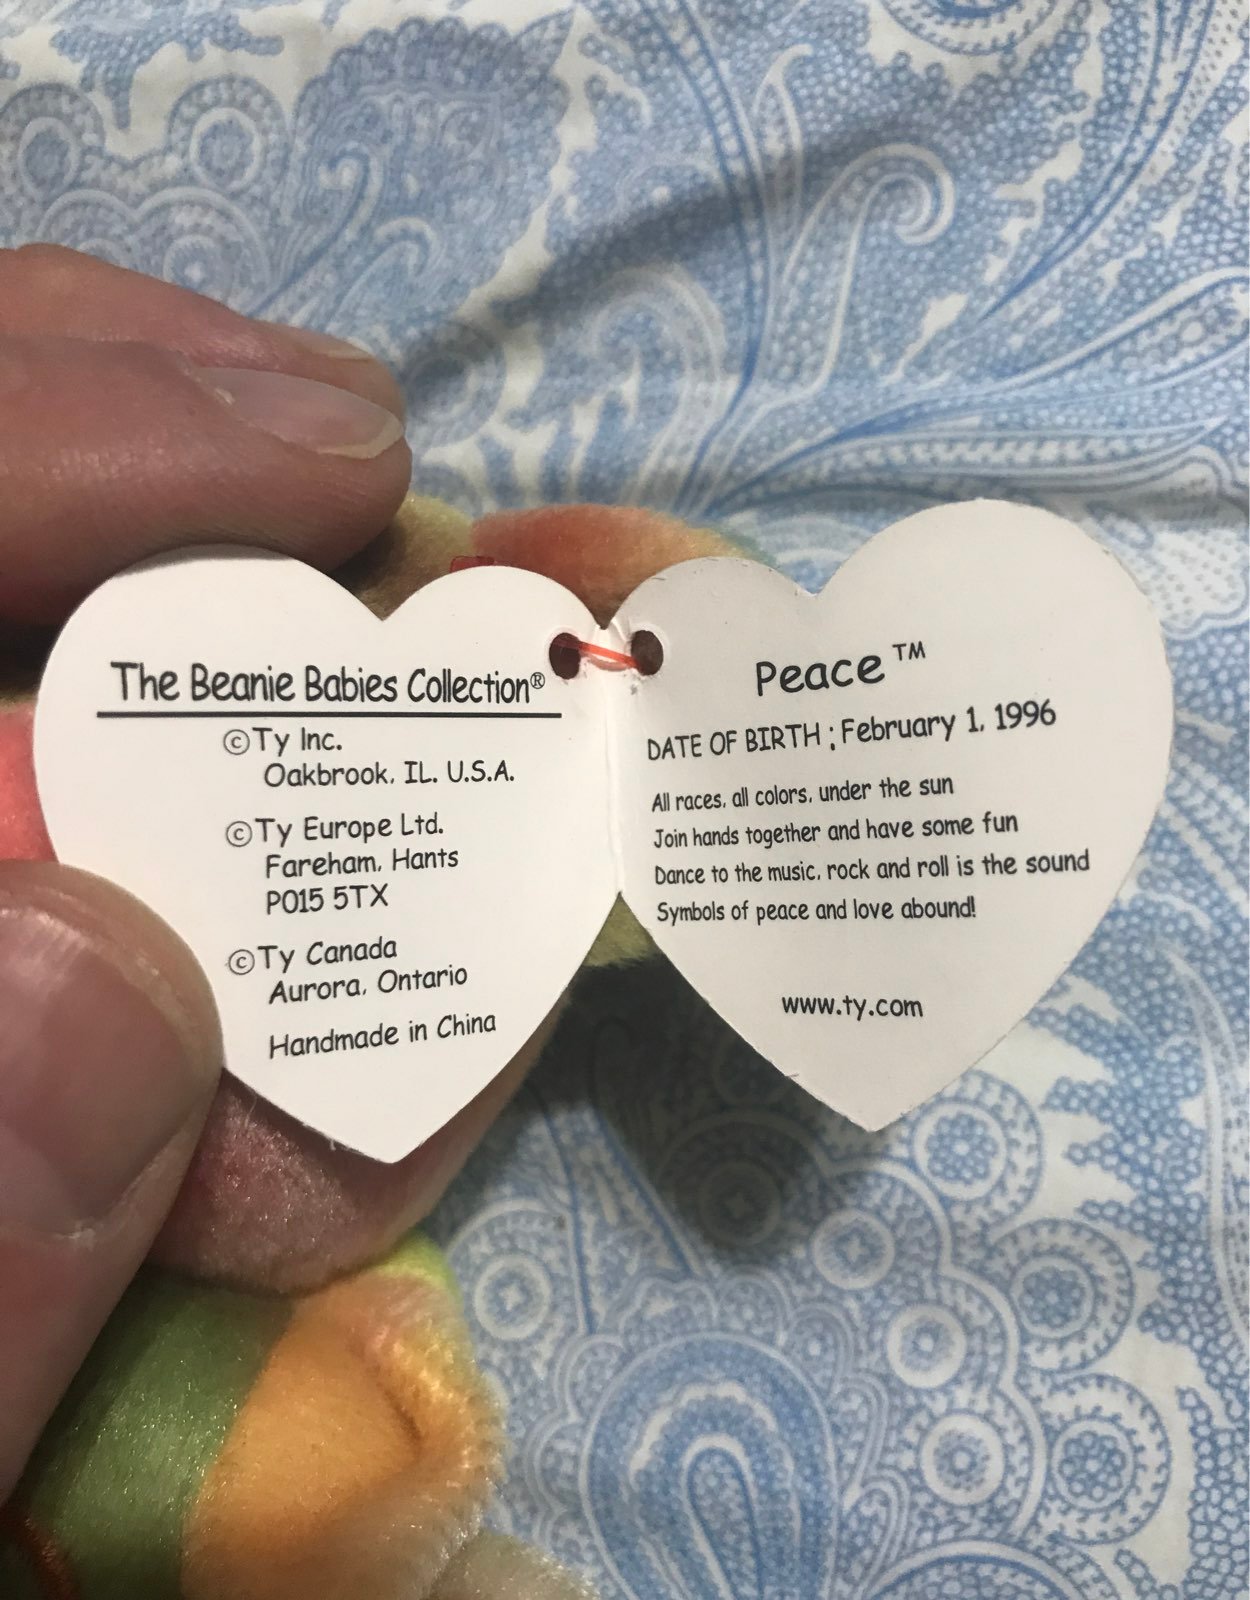 The Beanie Babies Collection®
©Ty Inc.
Oakbrook, IL. U.S.A.
©Ty Europe Ltd.
Fareham, Hants
PO15 5TX
©Ty Canada
Aurora, Ontario
Handmade in China
Peace™
DATE OF BIRTH : February 1, 1996
All races, all colors, under the sun
Join hands together and have some fun
Dance to the music, rock and roll is the sound
Symbols of peace and love abound!
www.ty.com